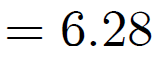 = 6.28